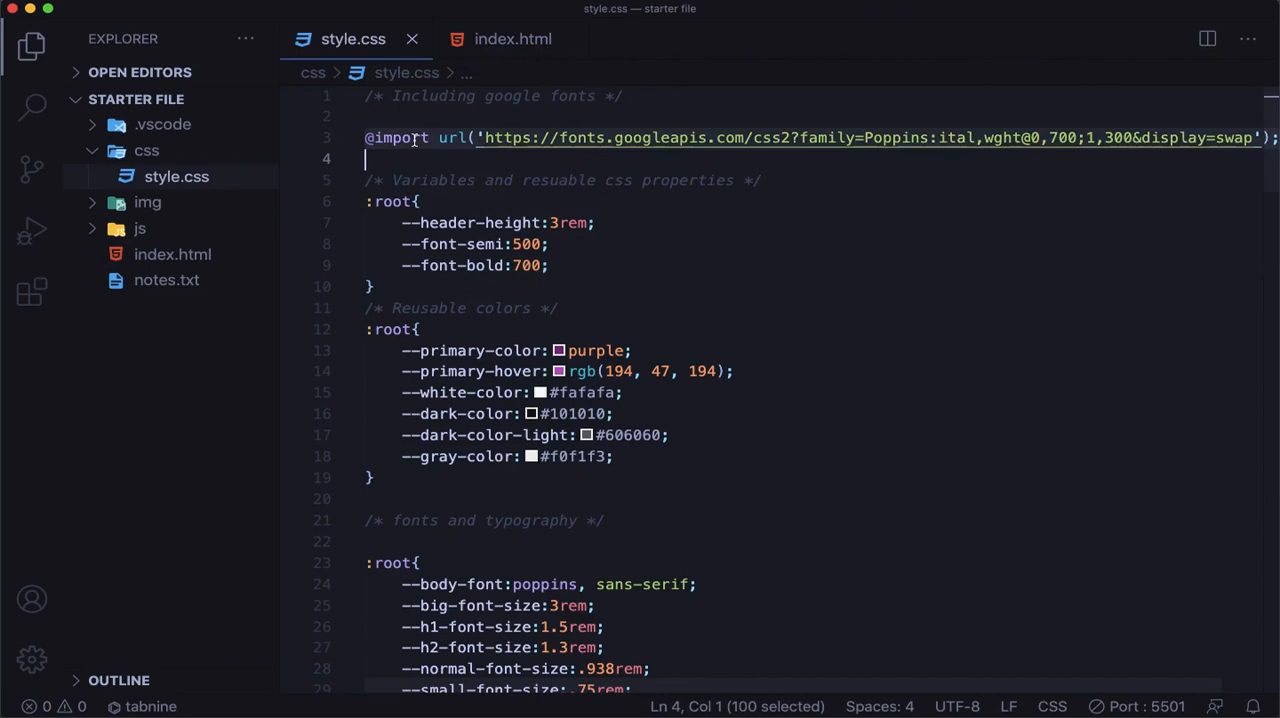 style.css — starter file
EXPLORER
···
style.css
index.html
···
OPEN EDITORS
css > style.css > ...
STARTER FILE
.vscode
css
style.css
img
js
index.html
notes.txt
1 /* Including google fonts */
2
3 @import url('https://fonts.googleapis.com/css2?family=Poppins:ital,wght@0,700;1,300&display=swap');
4
5 /* Variables and resuable css properties */
6 :root{
7 --header-height:3rem;
8 --font-semi:500;
9 --font-bold:700;
10 }
11 /* Reusable colors */
12 :root{
13 --primary-color:purple;
14 --primary-hover:rgb(194, 47, 194);
15 --white-color:#fafafa;
16 --dark-color:#101010;
17 --dark-color-light:#606060;
18 --gray-color:#f0f1f3;
19 }
20
21 /* fonts and typography */
22
23 :root{
24 --body-font:poppins, sans-serif;
25 --big-font-size:3rem;
26 --h1-font-size:1.5rem;
27 --h2-font-size:1.3rem;
28 --normal-font-size:.938rem;
29 --small-font-size:.75rem;
OUTLINE
0 0 tabnine
Ln 4, Col 1 (100 selected) Spaces: 4 UTF-8 LF CSS Port : 5501